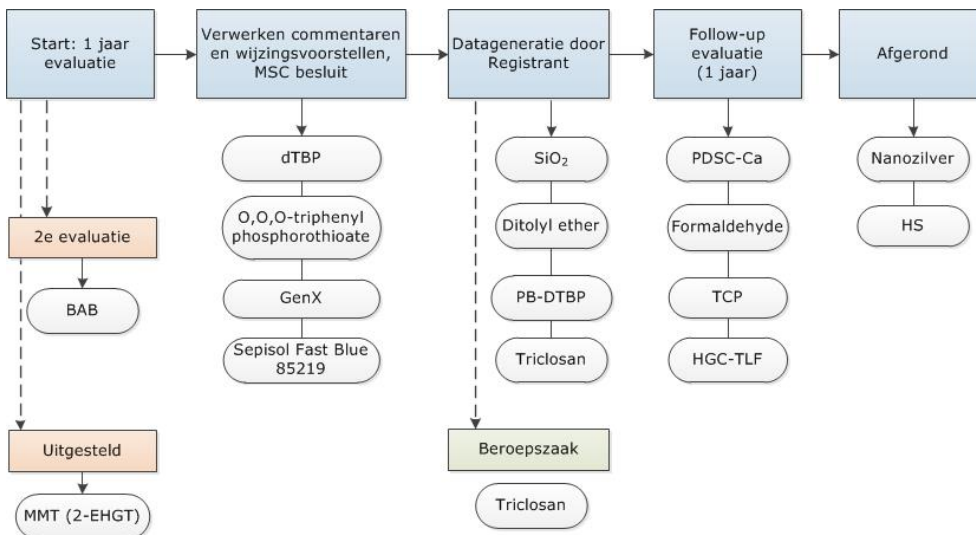 Start: 1 jaar
evaluatie
Verwerken commentaren
en wijzingsvoorstellen,
MSC besluit
Datageneratie door
Registrant
Follow-up
evaluatie
(1 jaar)
Afgerond
2e evaluatie
BAB
Uitgesteld
MMT (2-EHGT)
dTBP
O,O,O-triphenyl
phosphorothioate
GenX
Sepisol Fast Blue
85219
SiO₂
Ditolyl ether
PB-DTBP
Triclosan
Beroepszaak
Triclosan
PDSC-Ca
Formaldehyde
TCP
HGC-TLF
Nanozilver
HS